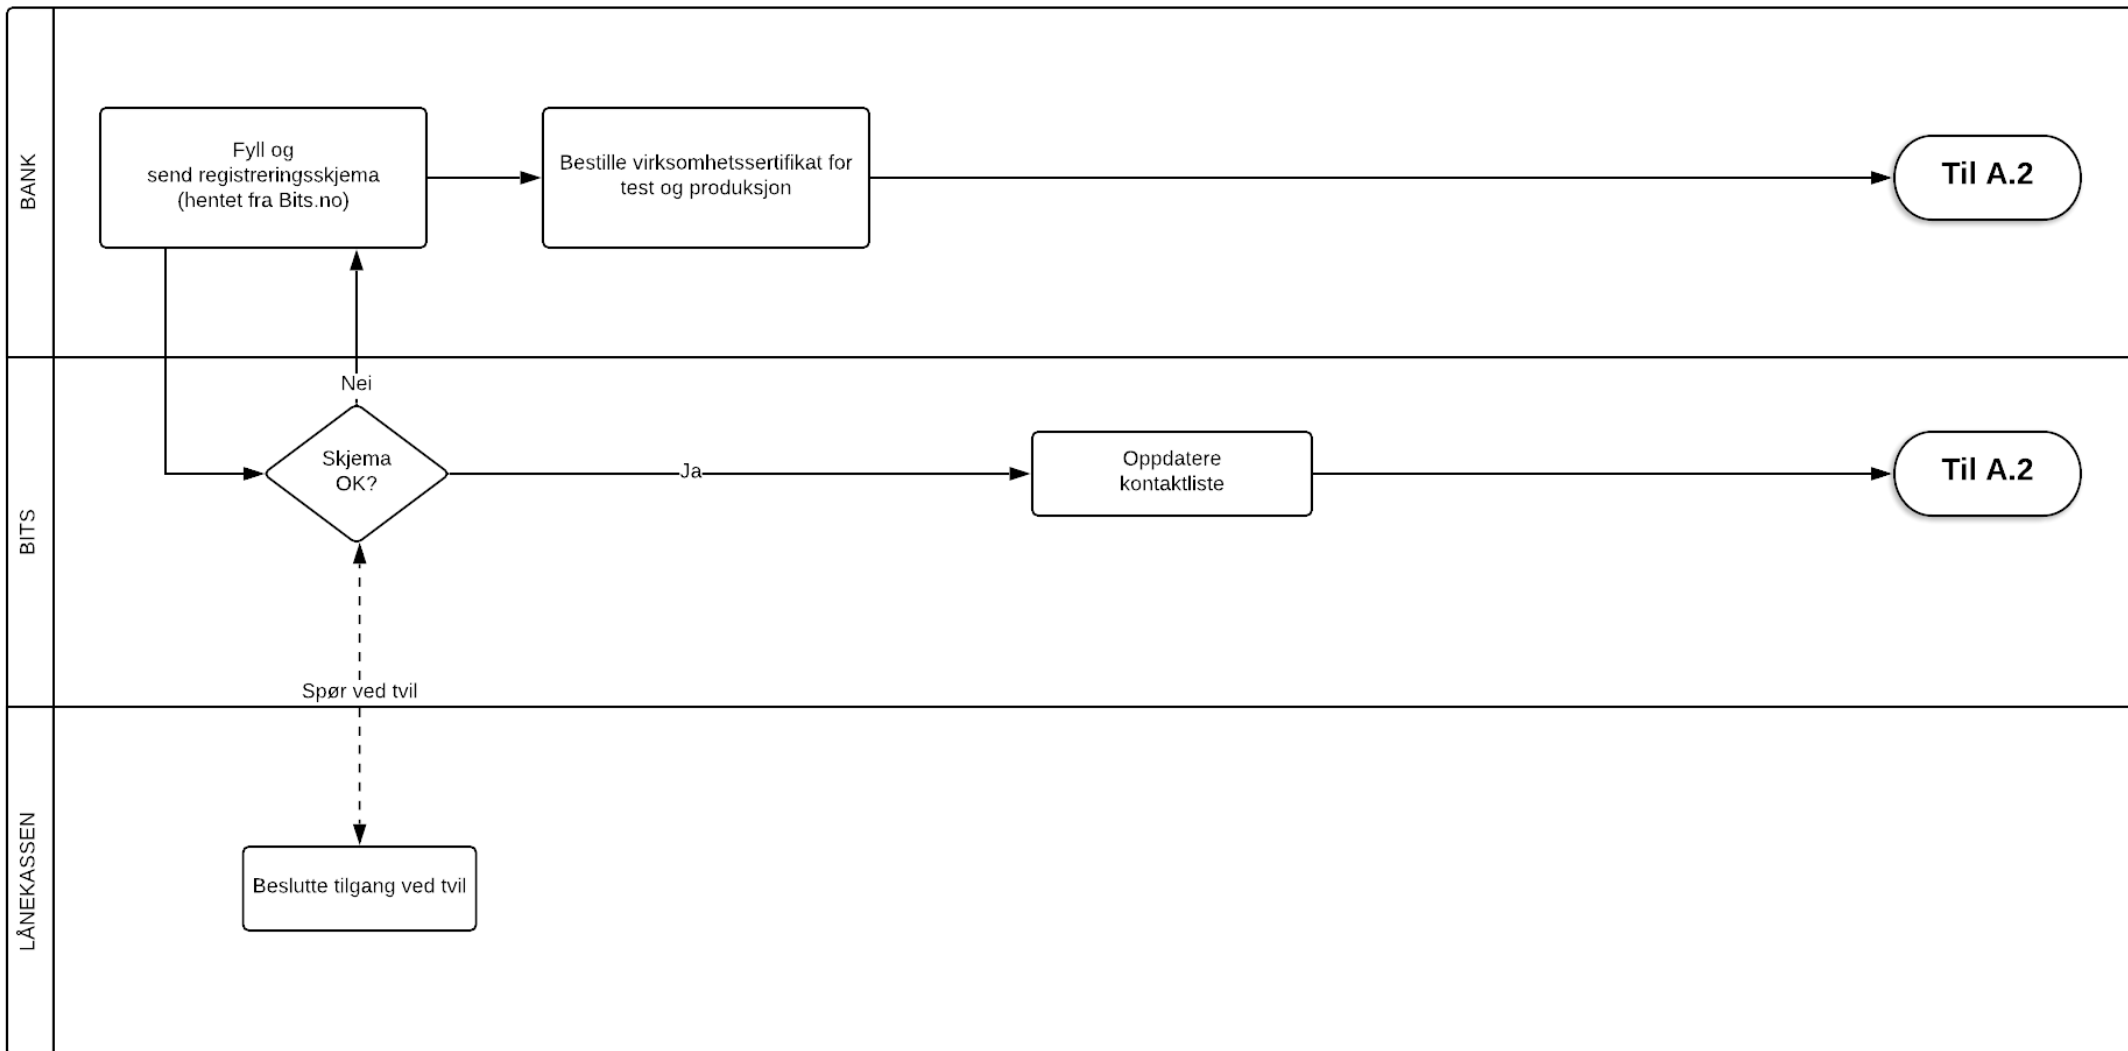 BANK
Fyll og
send registreringsskjema
(hentet fra Bits.no)
Bestille virksomhetssertifikat for
test og produksjon
Til A.2
BITS
Nei
Skjema
OK?
Ja
Oppdatere
kontaktliste
Til A.2
Spør ved tvil
LÅNEKASSEN
Beslutte tilgang ved tvil